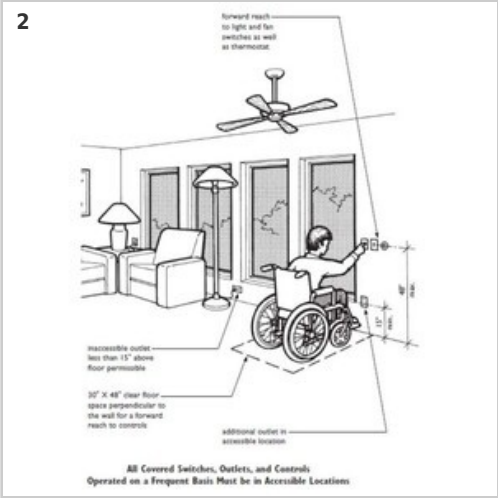 2
forward reach
to light and fan
switches as well
as thermostat
48"
max.
15"
min.
inaccessible outlet
less than 15" above
floor permissible
30" X 48" clear floor
space perpendicular to
the wall for a forward
reach to controls
additional outlet in
accessible location
All Covered Switches, Outlets, and Controls
Operated on a Frequent Basis Must be in Accessible Locations